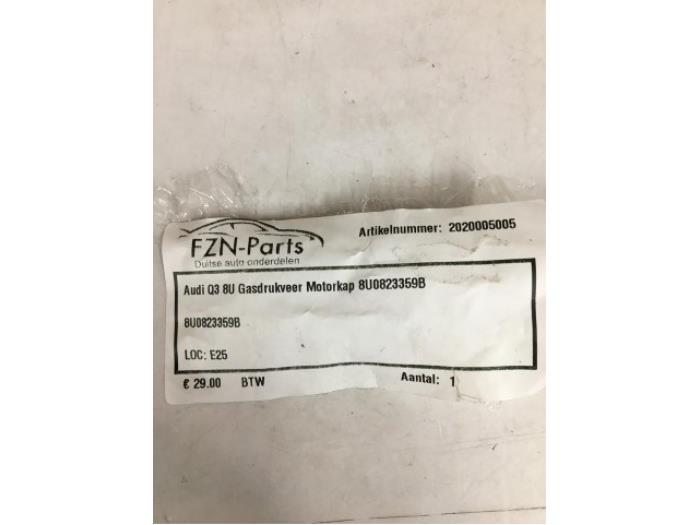 FZN-Parts
Duitse auto onderdelen
Artikelnummer: 2020005005
Audi Q3 8U Gasdrukveer Motorkap 8U0823359B
8U0823359B
LOC: E25
€ 29.00 BTW Aantal: 1